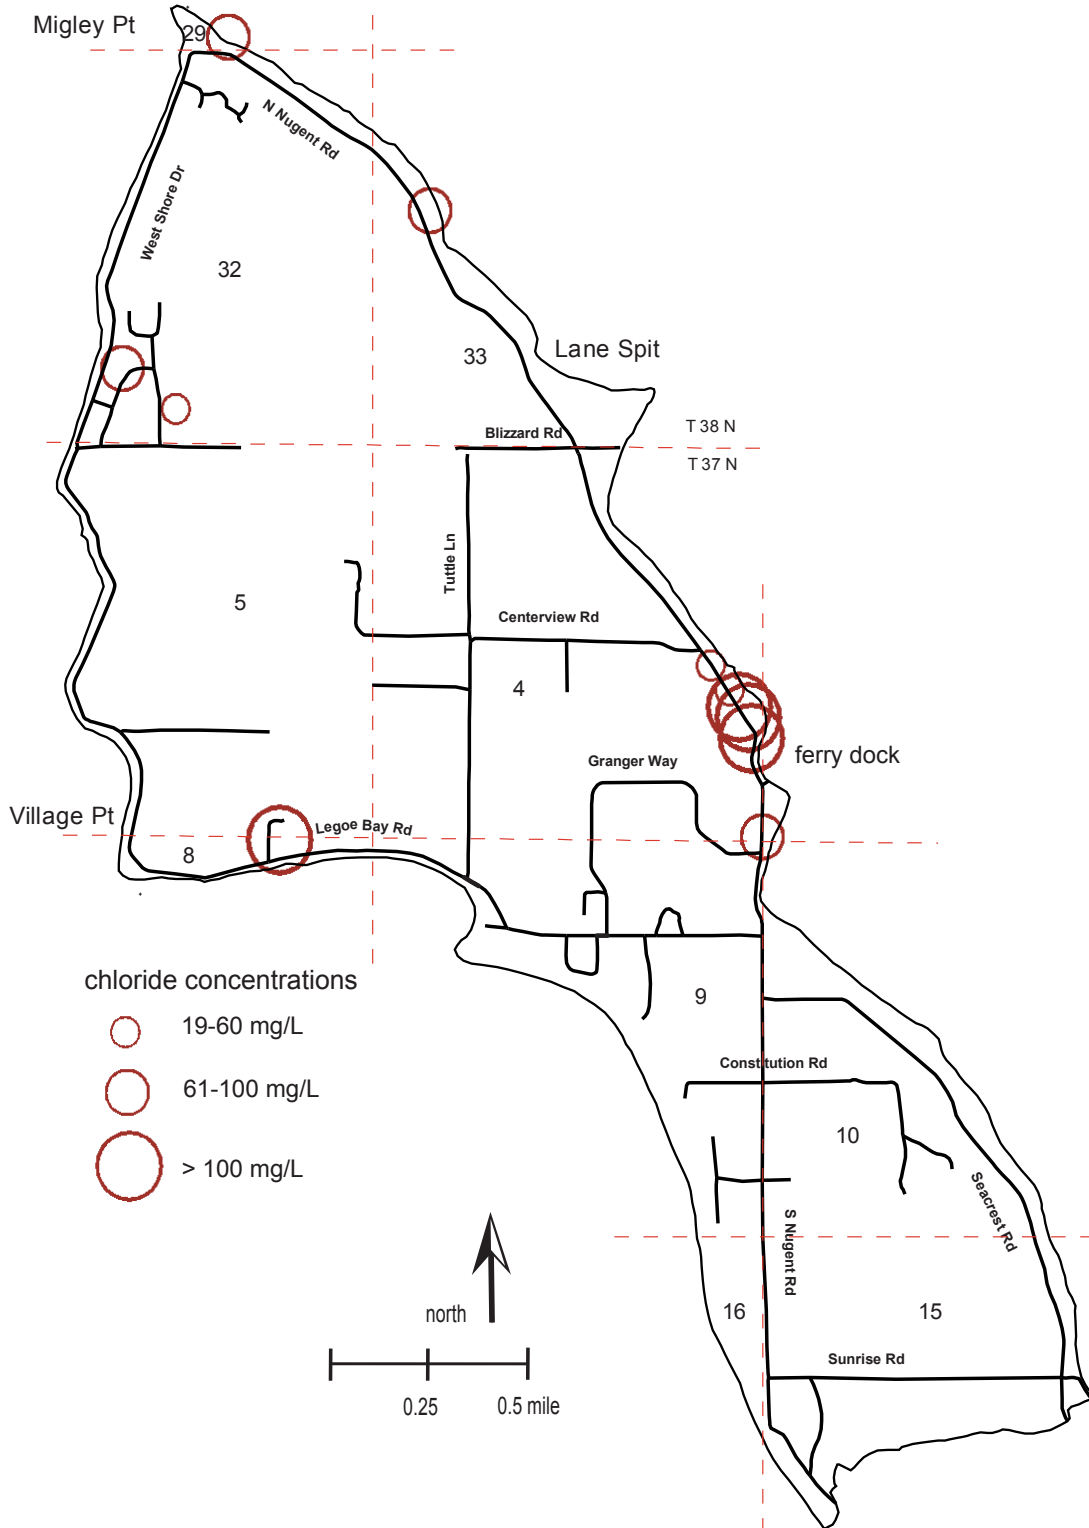 Migley Pt
29
N Nugent Rd
West Shore Dr
32
33
Lane Spit
T 38 N
Blizzard Rd
T 37 N
Tuttle Ln
5
Centerview Rd
4
ferry dock
Granger Way
Village Pt
Legoe Bay Rd
8
chloride concentrations
19-60 mg/L
61-100 mg/L
> 100 mg/L
9
Constitution Rd
10
Seacrest Rd
S Nugent Rd
north
16
15
Sunrise Rd
0.25
0.5 mile